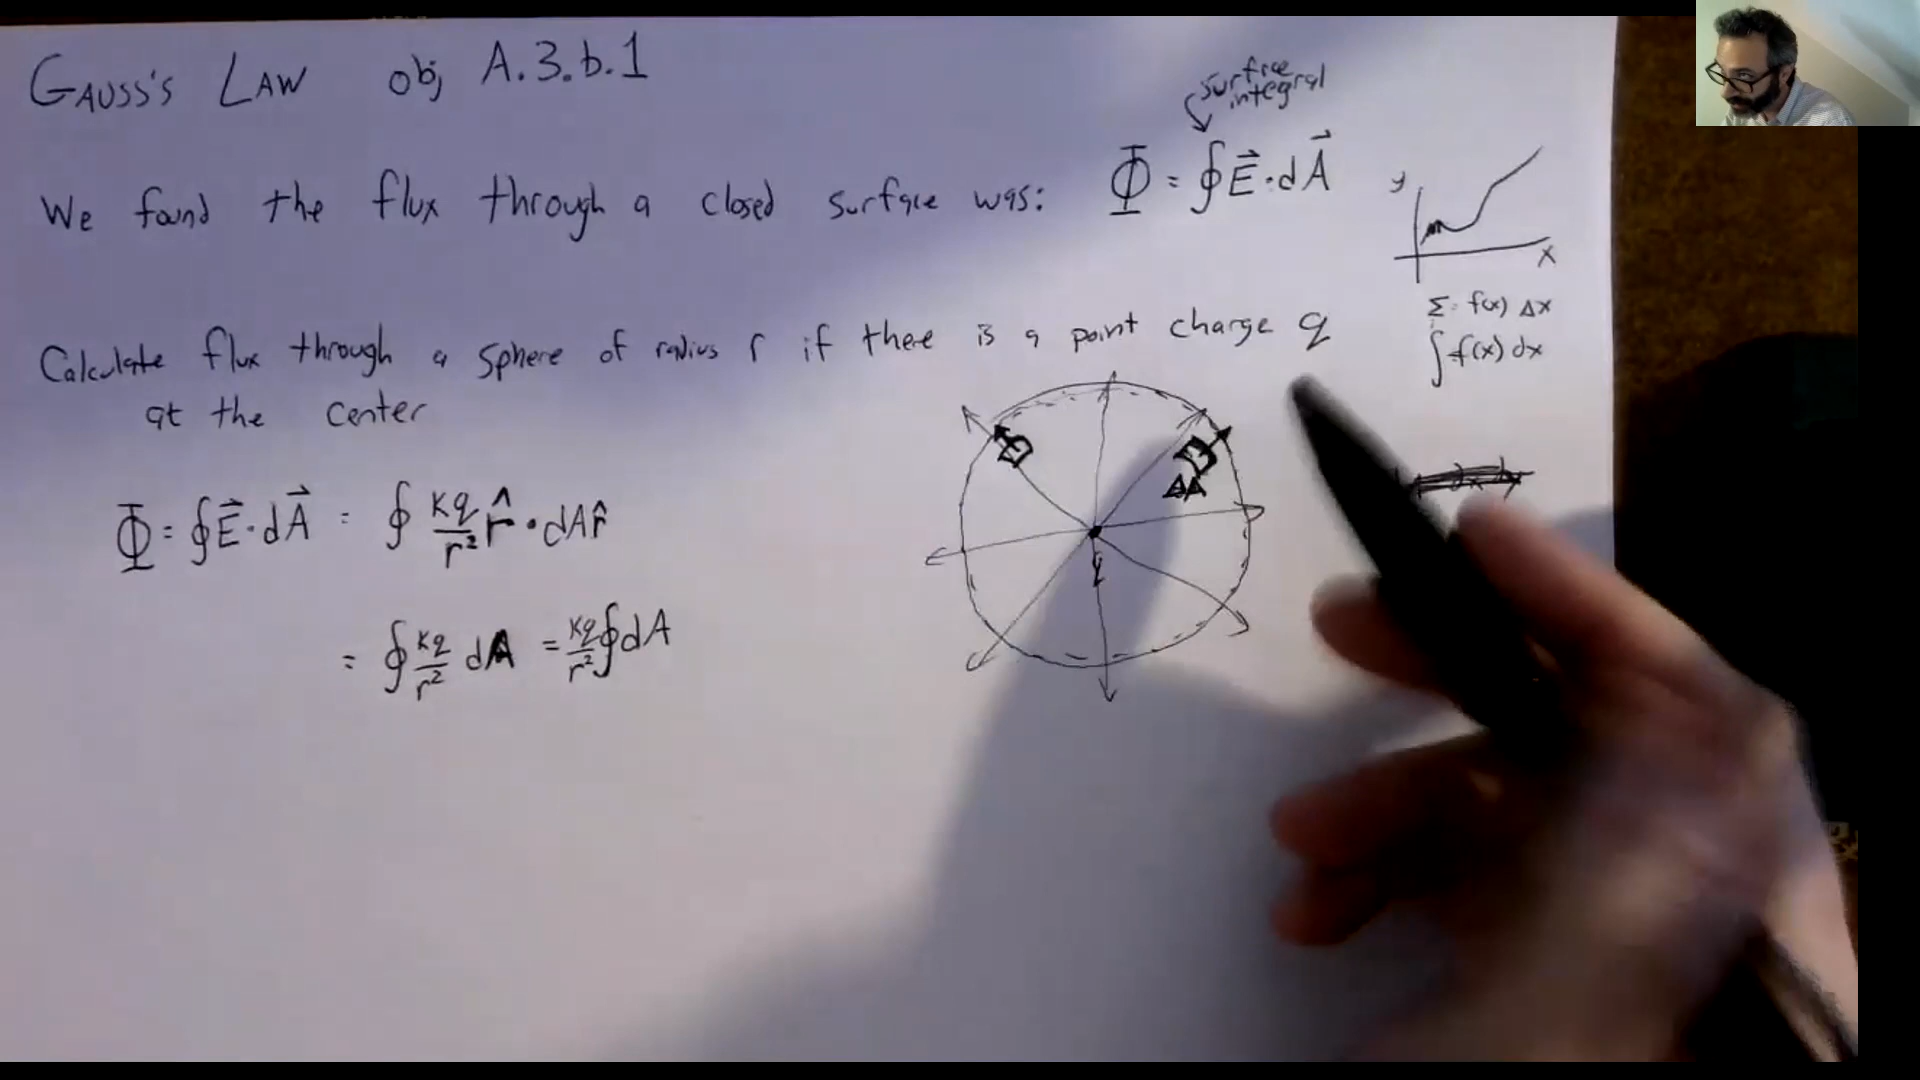 GAUSS'S LAW obj A.3.b.1
surface integral
We found the flux through a closed surface was: Φ = ∮E⃗·dA⃗
y
x
Σ f(x) Δx
∫f(x) dx
Calculate flux through a sphere of radius r if there is a point charge q
at the center
Φ = ∮E⃗·dA⃗ = ∮ kq/r² r̂ · dAr̂
ΔA
q
= ∮ kq/r² dA = kq/r² ∮dA